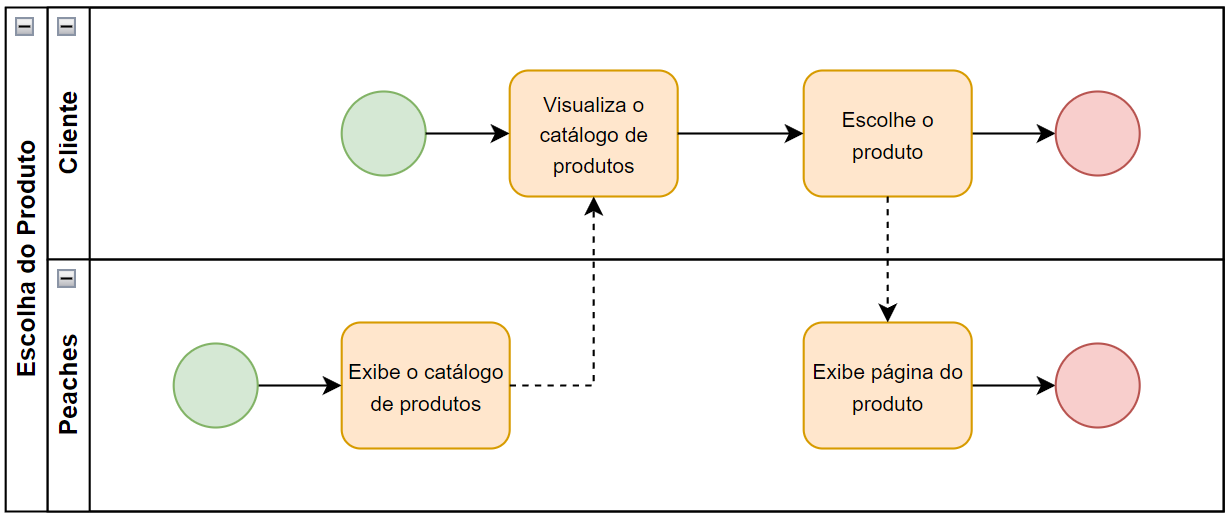 Escolha do Produto
Cliente
Visualiza o
catálogo de
produtos
Escolhe o
produto
Peaches
Exibe o catálogo
de produtos
Exibe página do
produto